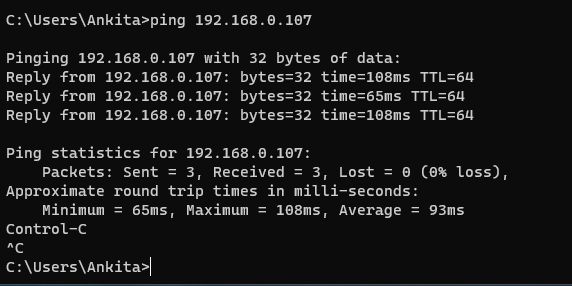 C:\Users\Ankita>ping 192.168.0.107
Pinging 192.168.0.107 with 32 bytes of data:
Reply from 192.168.0.107: bytes=32 time=108ms TTL=64
Reply from 192.168.0.107: bytes=32 time=65ms TTL=64
Reply from 192.168.0.107: bytes=32 time=108ms TTL=64
Ping statistics for 192.168.0.107:
    Packets: Sent = 3, Received = 3, Lost = 0 (0% loss),
Approximate round trip times in milli-seconds:
    Minimum = 65ms, Maximum = 108ms, Average = 93ms
Control-C
^C
C:\Users\Ankita>